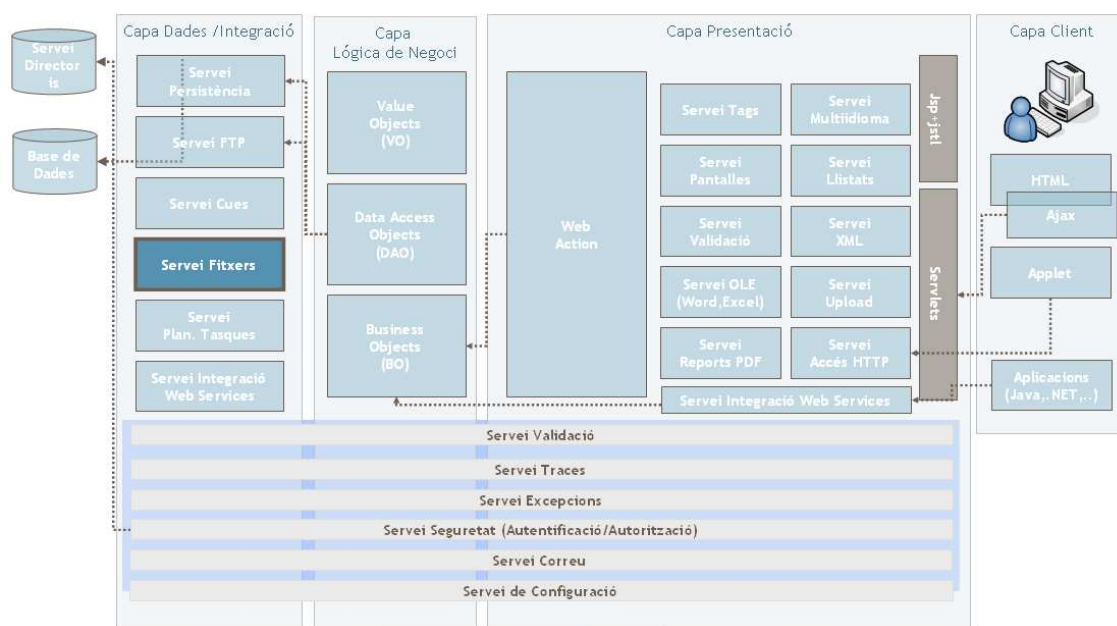 Servei
Director
is
Base de
Dades
Capa Dades /Integració
Servei
Persistència
Servei FTP
Servei Cues
Servei Fitxers
Servei
Plan. Tasques
Servei Integració
Web Services
Capa
Lógica de Negoci
Value
Objects
(VO)
Data Access
Objects
(DAO)
Business
Objects
(BO)
Capa Presentació
Web
Action
Servei Tags
Servei
Multiidioma
Servei
Pantalles
Servei
Llistats
Servei
Validació
Servei
XML
Servei OLE
(Word,Excel)
Servei
Upload
Servei
Reports PDF
Servei
Accés HTTP
Servei Integració Web Services
Jsp+jstl
Servlets
Capa Client
HTML
Ajax
Applet
Aplicacions
(Java,.NET,..)
Servei Validació
Servei Traces
Servei Excepcions
Servei Seguretat (Autentificació/Autorització)
Servei Correu
Servei de Configuració